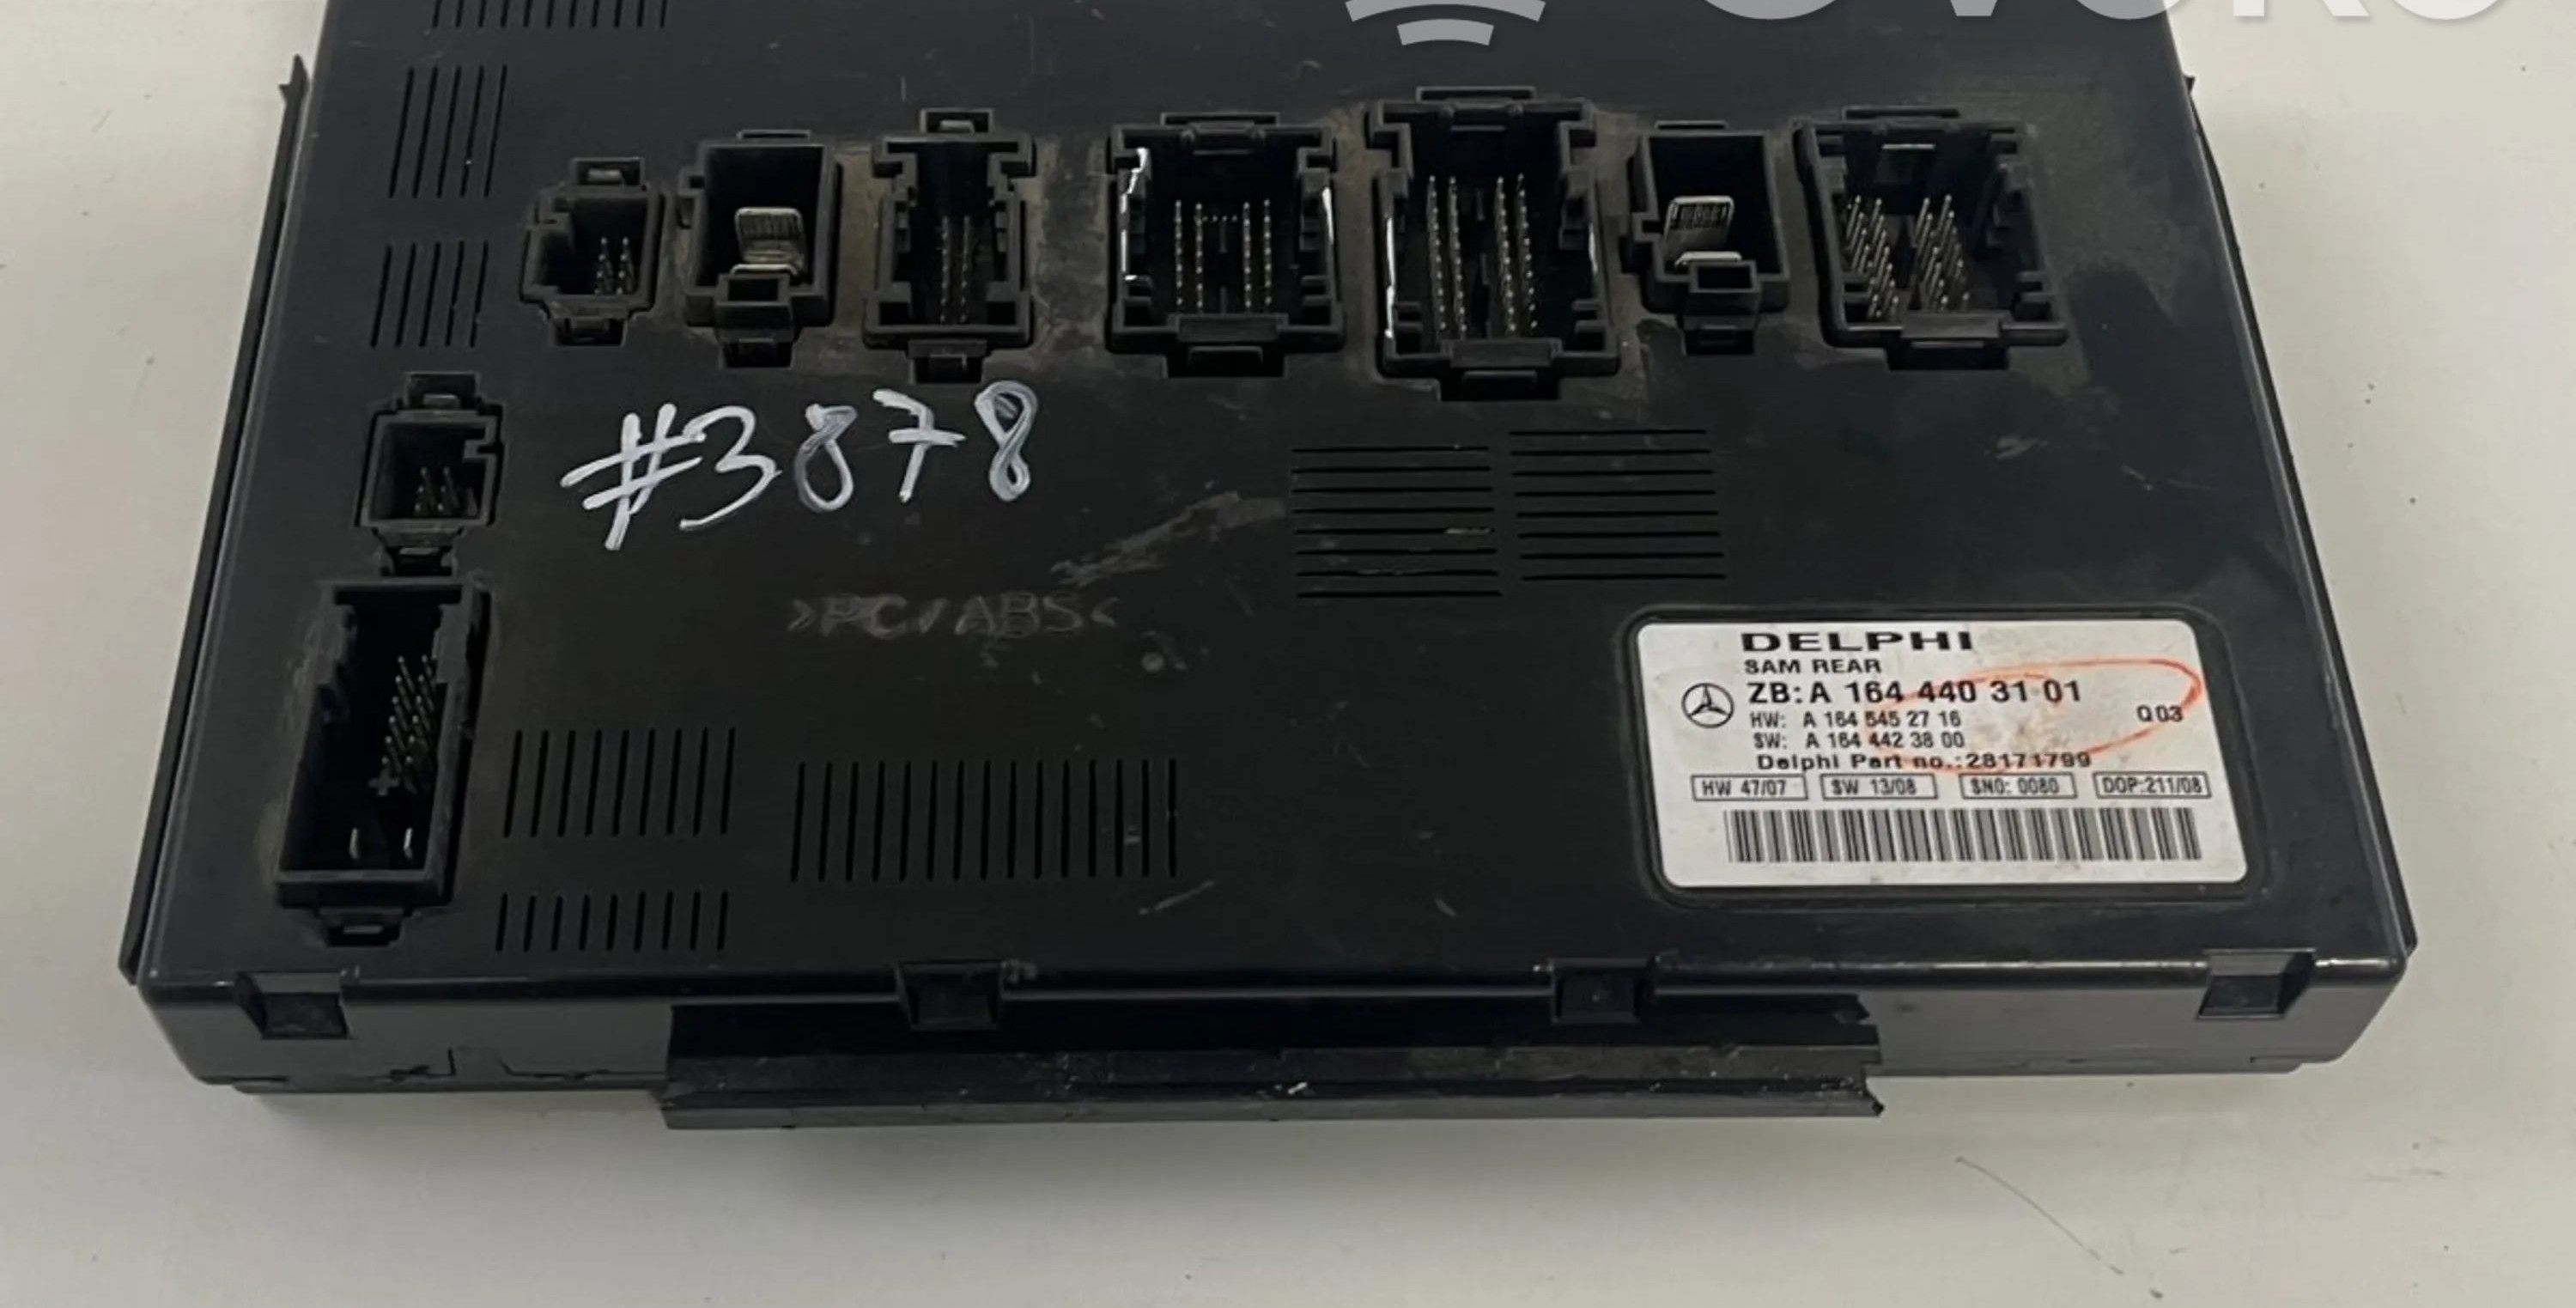 #3878
>PC/ABS<
DELPHI
SAM REAR
ZB: A 164 440 31 01
HW: A 164 545 27 16
Q03
SW: A 164 442 38 00
Delphi Part no.:28171799
HW 47/07 SW 13/08 SNO: 0080 DOP:211/08